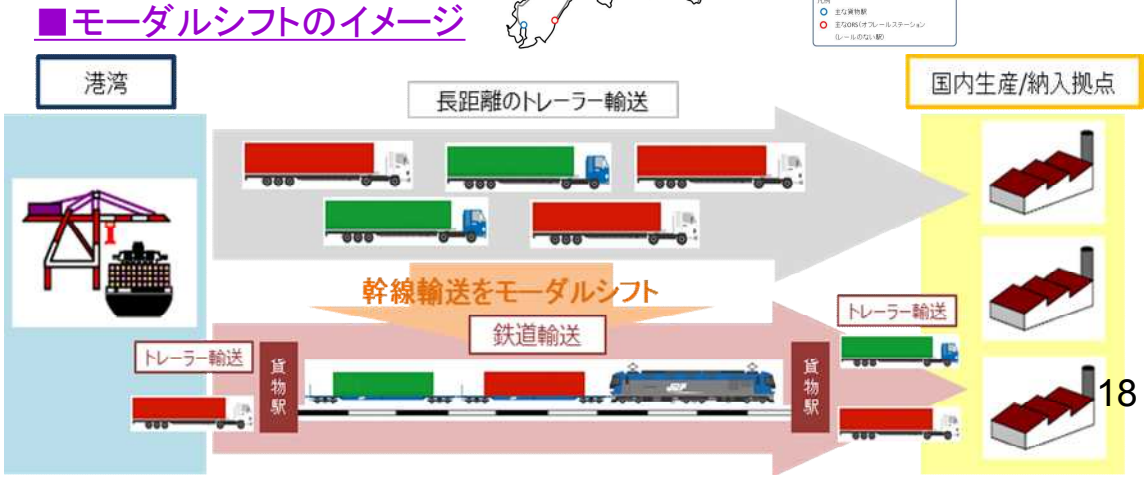 ■モーダルシフトのイメージ
凡例
主な貨物駅
主なORS(オフレールステーション
(レールのない駅)
港湾
長距離のトレーラー輸送
国内生産/納入拠点
幹線輸送をモーダルシフト
鉄道輸送
トレーラー輸送
トレーラー輸送
貨物駅
貨物駅
18